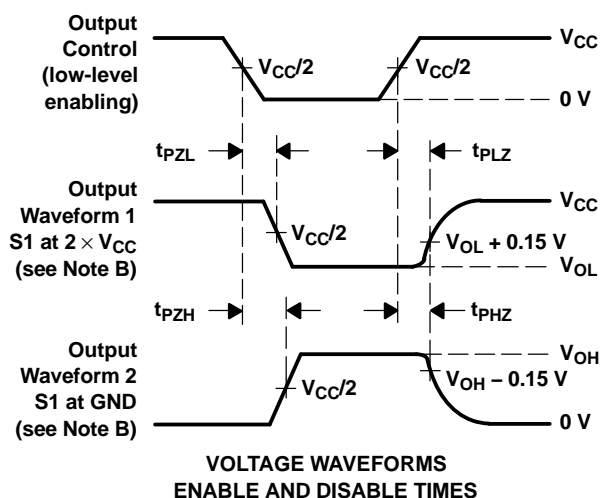 Output
Control
(low-level
enabling)
VCC/2
VCC/2
VCC
0 V
tPZL
tPLZ
Output
Waveform 1
S1 at 2 × VCC
(see Note B)
VCC/2
VCC
VOL + 0.15 V
VOL
tPZH
tPHZ
Output
Waveform 2
S1 at GND
(see Note B)
VCC/2
VOH
VOH − 0.15 V
0 V
VOLTAGE WAVEFORMS
ENABLE AND DISABLE TIMES